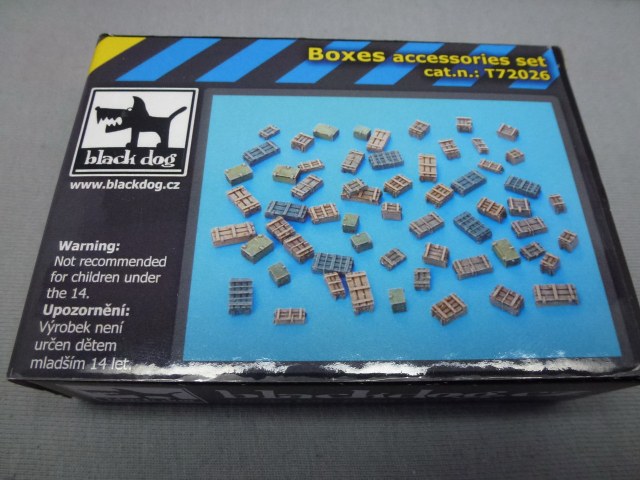 Boxes accessories set
cat.n.: T72026
black dog
www.blackdog.cz
Warning:
Not recommended
for children under
the 14.
Upozornění:
Výrobek není
určen dětem
mladším 14 let